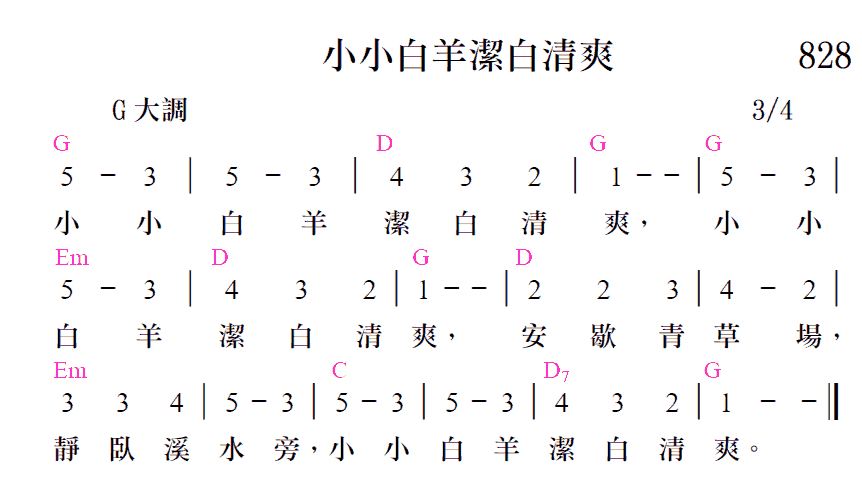 小小白羊潔白清爽 828
G 大調 3/4
G D G G
5 - 3 | 5 - 3 | 4 3 2 | 1 - - | 5 - 3 |
小 小 白 羊 潔 白 清 爽， 小 小
Em D G D
5 - 3 | 4 3 2 | 1 - - | 2 2 3 | 4 - 2 |
白 羊 潔 白 清 爽， 安 歇 青 草 場，
Em C D7 G
3 3 4 | 5 - 3 | 5 - 3 | 5 - 3 | 4 3 2 | 1 - - ‖
靜 臥 溪 水 旁，小 小 白 羊 潔 白 清 爽。